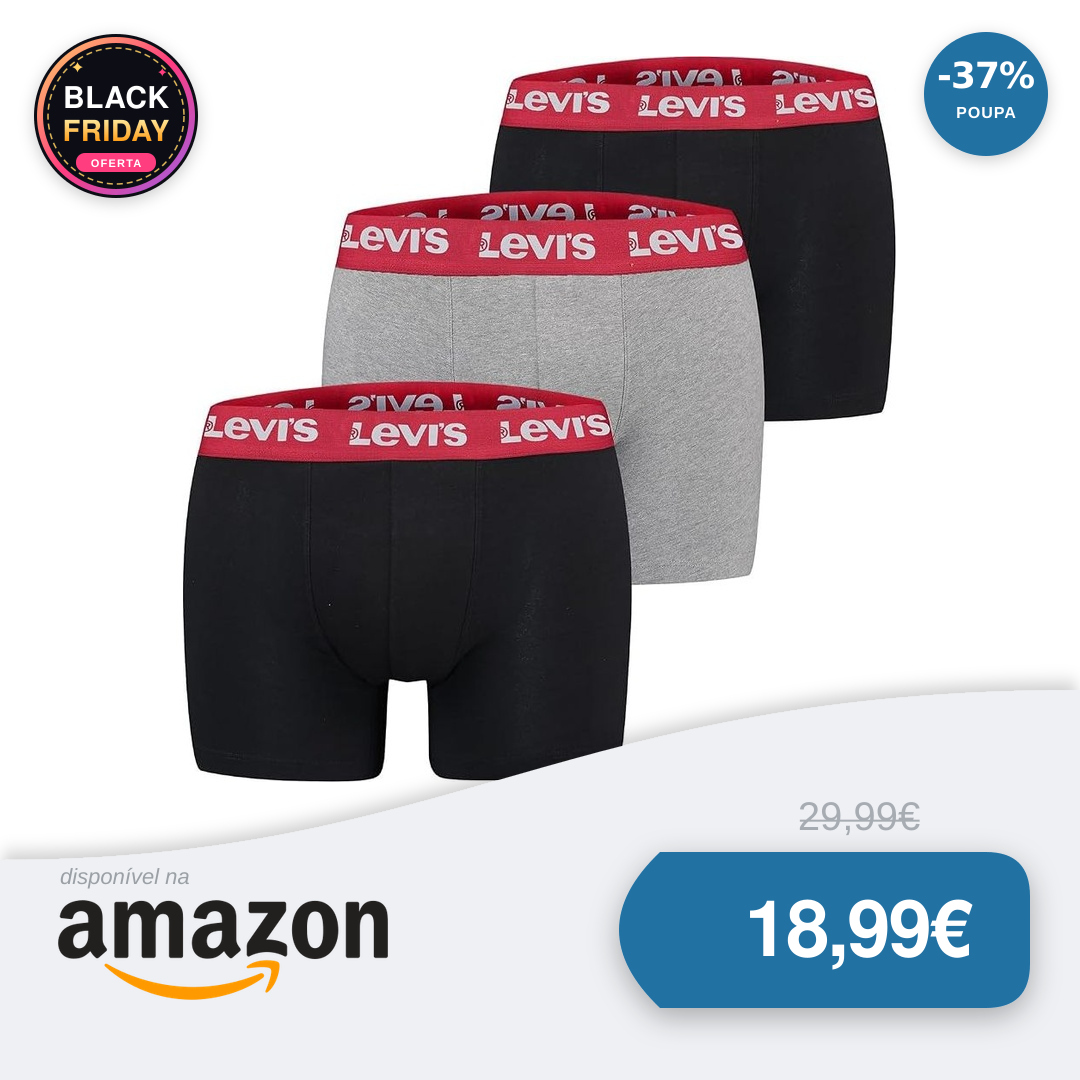 BLACK
FRIDAY
OFERTA
-37%
POUPA
Levi's Levi's Levi's
Levi's Levi's Levi's
Levi's Levi's Levi's
29,99€
disponível na
amazon
18,99€